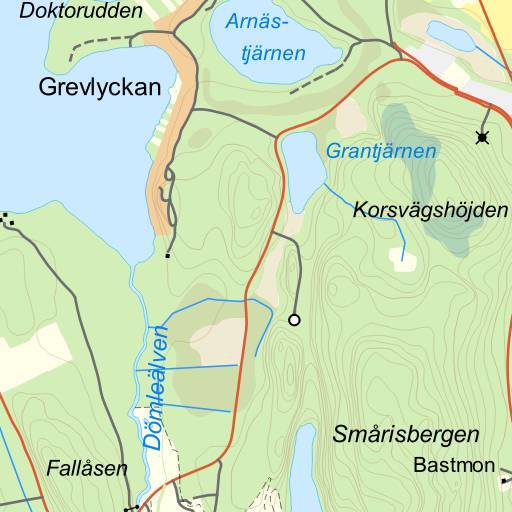 Doktorudden
Arnäs-
tjärnen
Grevlyckan
Grantjärnen
Korsvägshöjden
Dömleälven
Smårisbergen
Bastmon
Fallåsen